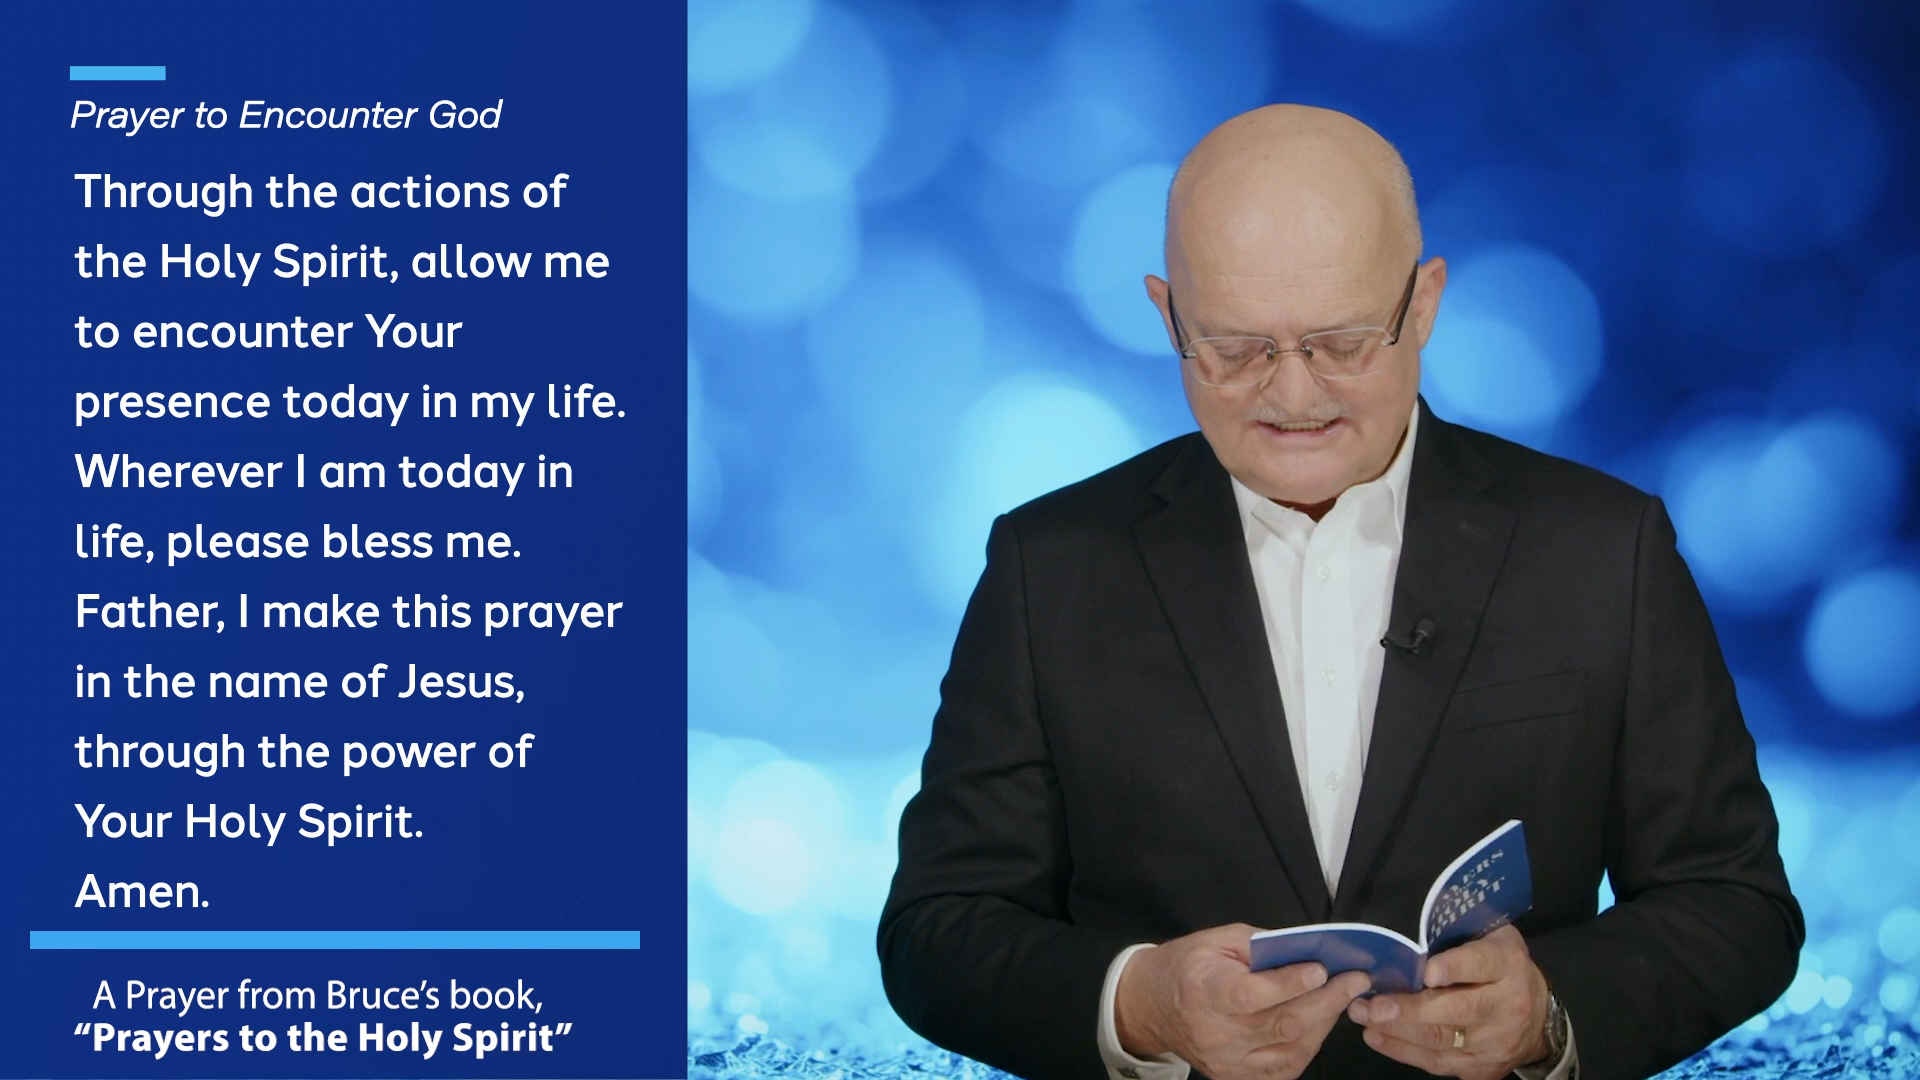 Prayer to Encounter God
Through the actions of
the Holy Spirit, allow me
to encounter Your
presence today in my life.
Wherever I am today in
life, please bless me.
Father, I make this prayer
in the name of Jesus,
through the power of
Your Holy Spirit.
Amen.
A Prayer from Bruce’s book,
“Prayers to the Holy Spirit”